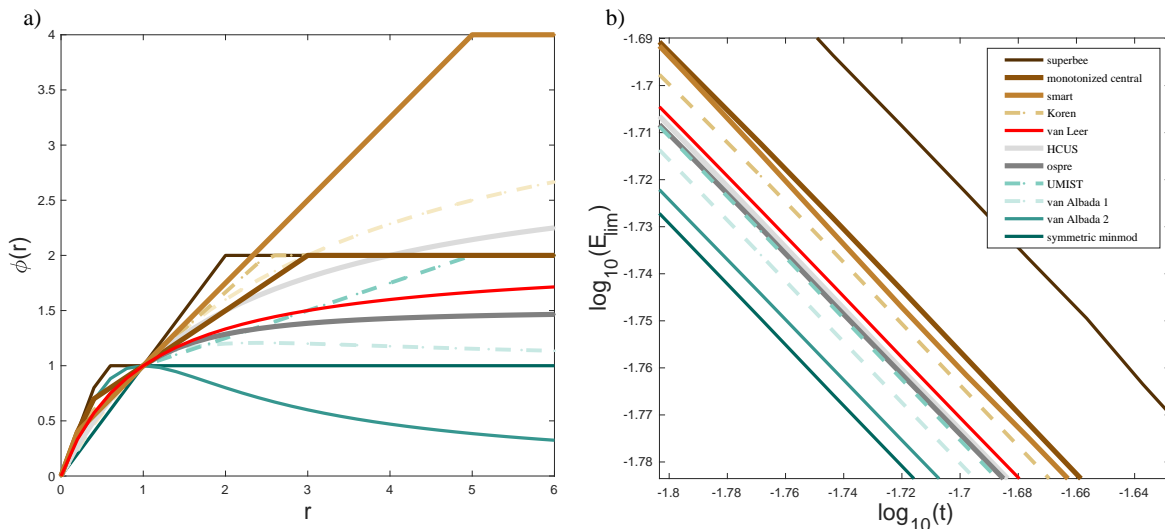 a)
4
3.5
3
2.5
2
1.5
1
0.5
0
ϕ(r)
0 1 2 3 4 5 6
r
b)
-1.69
-1.7
-1.71
-1.72
-1.73
-1.74
-1.75
-1.76
-1.77
-1.78
log10(Elim)
-1.8 -1.78 -1.76 -1.74 -1.72 -1.7 -1.68 -1.66 -1.64
log10(t)
superbee
monotonized central
smart
Koren
van Leer
HCUS
ospre
UMIST
van Albada 1
van Albada 2
symmetric minmod